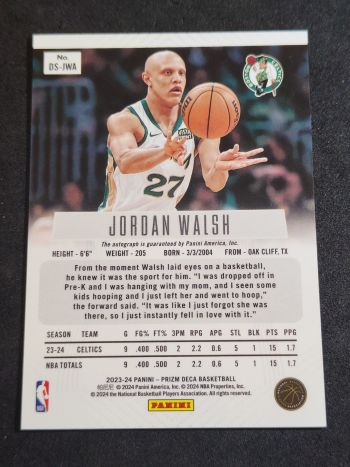 No.
DS-JWA
27
JORDAN WALSH
The autograph is guaranteed by Panini America, Inc.
HEIGHT - 6'6" WEIGHT - 205 BORN - 3/3/2004 FROM - OAK CLIFF, TX
From the moment Walsh laid eyes on a basketball,
he knew it was the sport for him. "I was dropped off in
Pre-K and I was hanging with my mom, and I seen
some kids hooping and I just left her and went to hoop,"
the forward said. "It was like I just forgot she was
there, so I just instantly fell in love with it."
SEASON TEAM G FG% FT% 3PM RPG APG STL BLK PTS PPG
23-24 CELTICS 9 .400 .500 2 2.2 0.6 5 1 15 1.7
NBA TOTALS 9 .400 .500 2 2.2 0.6 5 1 15 1.7
2023-24 PANINI – PRIZM DECA BASKETBALL
© 2024 Panini America, Inc. © 2024 NBA Properties, Inc.
© 2024 the National Basketball Players Association. All rights reserved.
PANINI